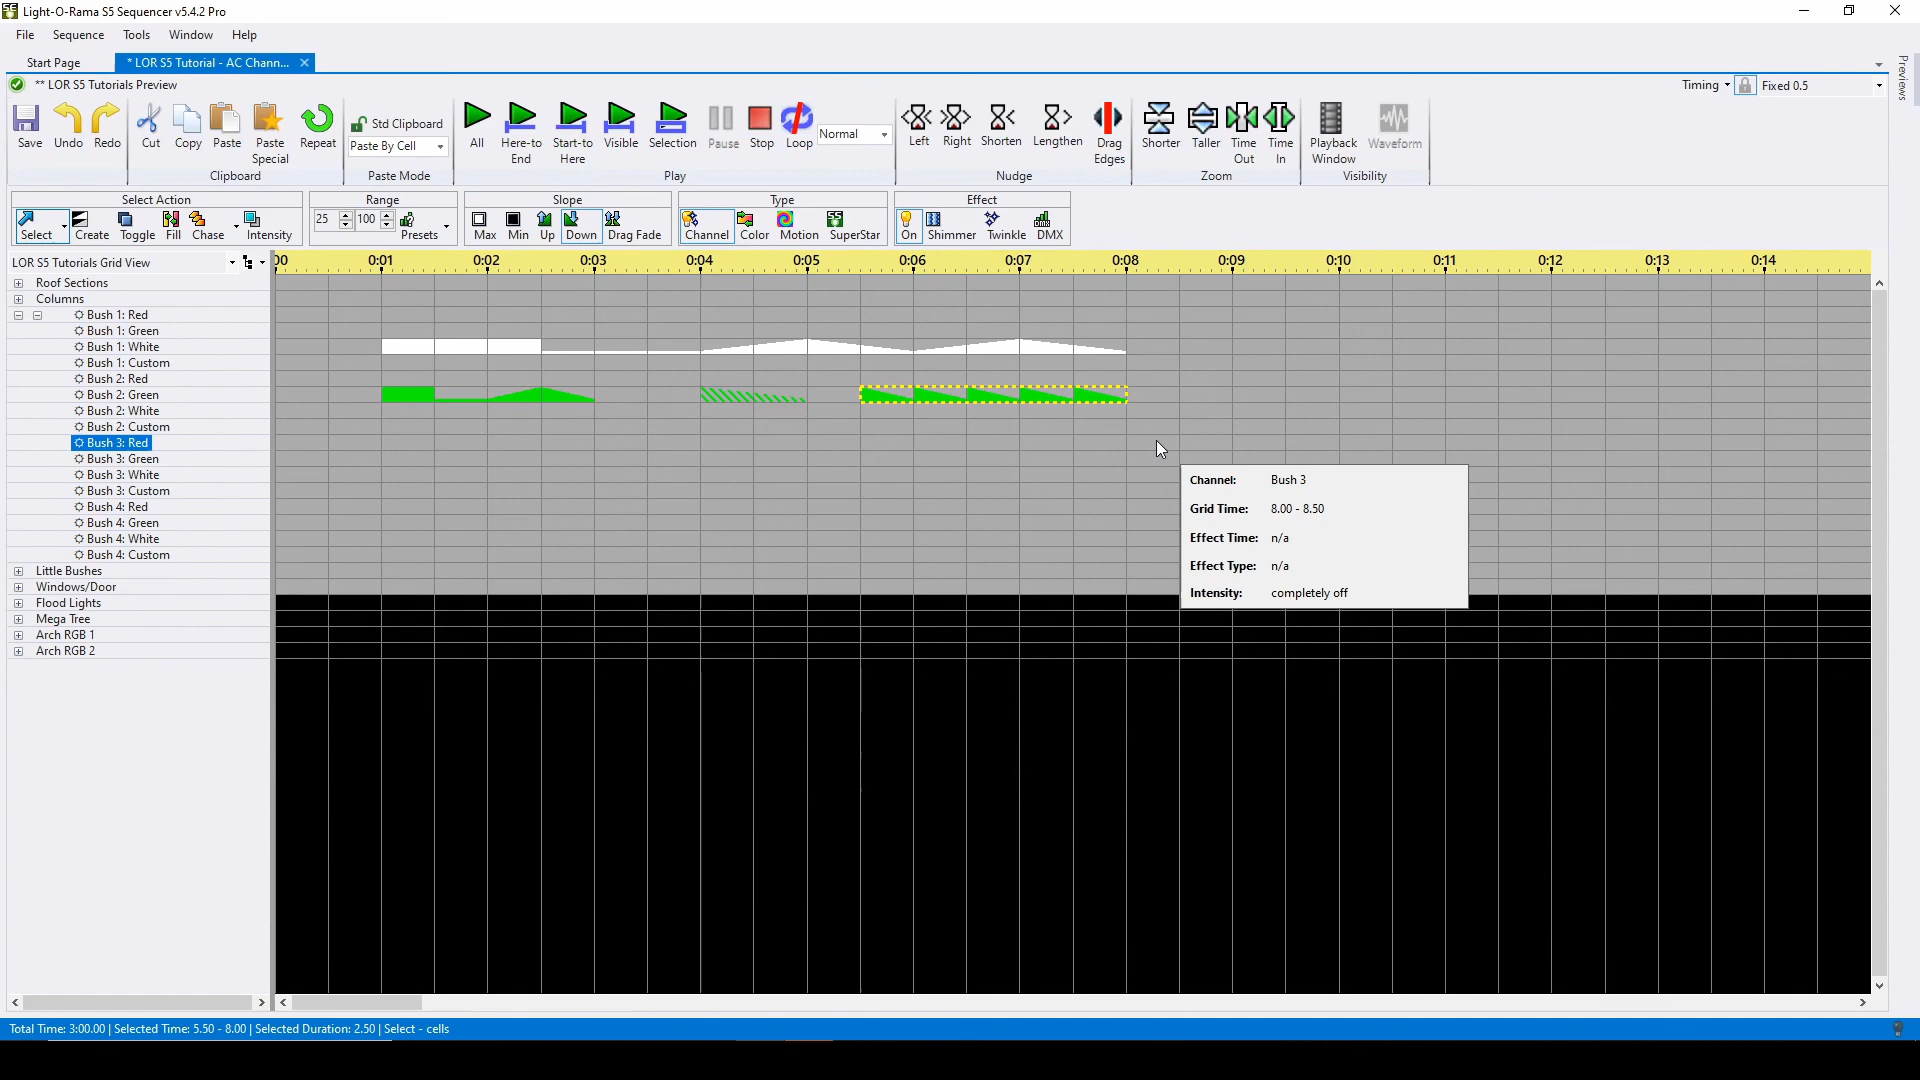 Light-O-Rama S5 Sequencer v5.4.2 Pro
File Sequence Tools Window Help
Start Page * LOR S5 Tutorial - AC Chann...
** LOR S5 Tutorials Preview Timing Fixed 0.5
Previews
Save Undo Redo Cut Copy Paste Paste Special Repeat Std Clipboard Paste By Cell All Here-to End Start-to Here Visible Selection Pause Stop Loop Normal Left Right Shorten Lengthen Drag Edges Shorter Taller Time Out Time In Playback Window Waveform
Clipboard Paste Mode Play Nudge Zoom Visibility
Select Action Range Slope Type Effect
Select Create Toggle Fill Chase Intensity 25 100 Presets Max Min Up Down Drag Fade Channel Color Motion SuperStar On Shimmer Twinkle DMX
LOR S5 Tutorials Grid View 00 0:01 0:02 0:03 0:04 0:05 0:06 0:07 0:08 0:09 0:10 0:11 0:12 0:13 0:14
Roof Sections
Columns
Bush 1: Red
Bush 1: Green
Bush 1: White
Bush 1: Custom
Bush 2: Red
Bush 2: Green
Bush 2: White
Bush 2: Custom
Bush 3: Red
Bush 3: Green
Bush 3: White
Bush 3: Custom
Bush 4: Red
Bush 4: Green
Bush 4: White
Bush 4: Custom
Little Bushes
Windows/Door
Flood Lights
Mega Tree
Arch RGB 1
Arch RGB 2
Channel: Bush 3
Grid Time: 8.00 - 8.50
Effect Time: n/a
Effect Type: n/a
Intensity: completely off
Total Time: 3:00.00 | Selected Time: 5.50 - 8.00 | Selected Duration: 2.50 | Select - cells